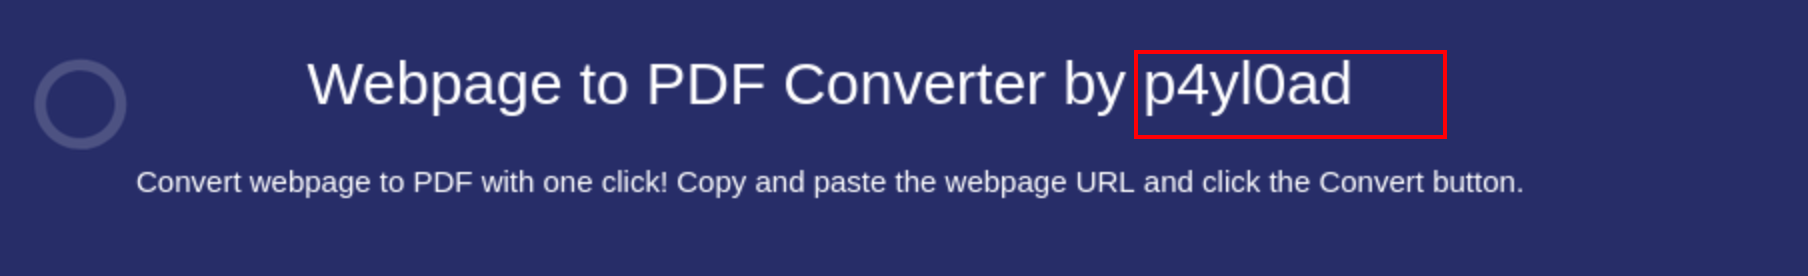 Webpage to PDF Converter by p4yl0ad
Convert webpage to PDF with one click! Copy and paste the webpage URL and click the Convert button.